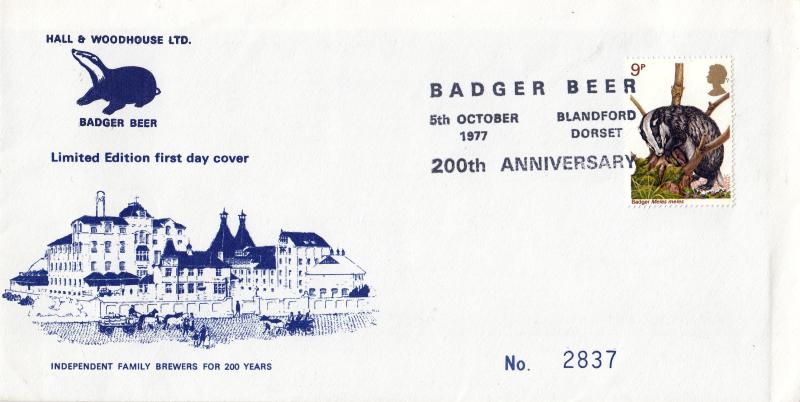 HALL & WOODHOUSE LTD.
BADGER BEER
Limited Edition first day cover
INDEPENDENT FAMILY BREWERS FOR 200 YEARS
BADGER BEER
5th OCTOBER BLANDFORD
1977 DORSET
200th ANNIVERSARY
9P
Badger Meles meles
No. 2837